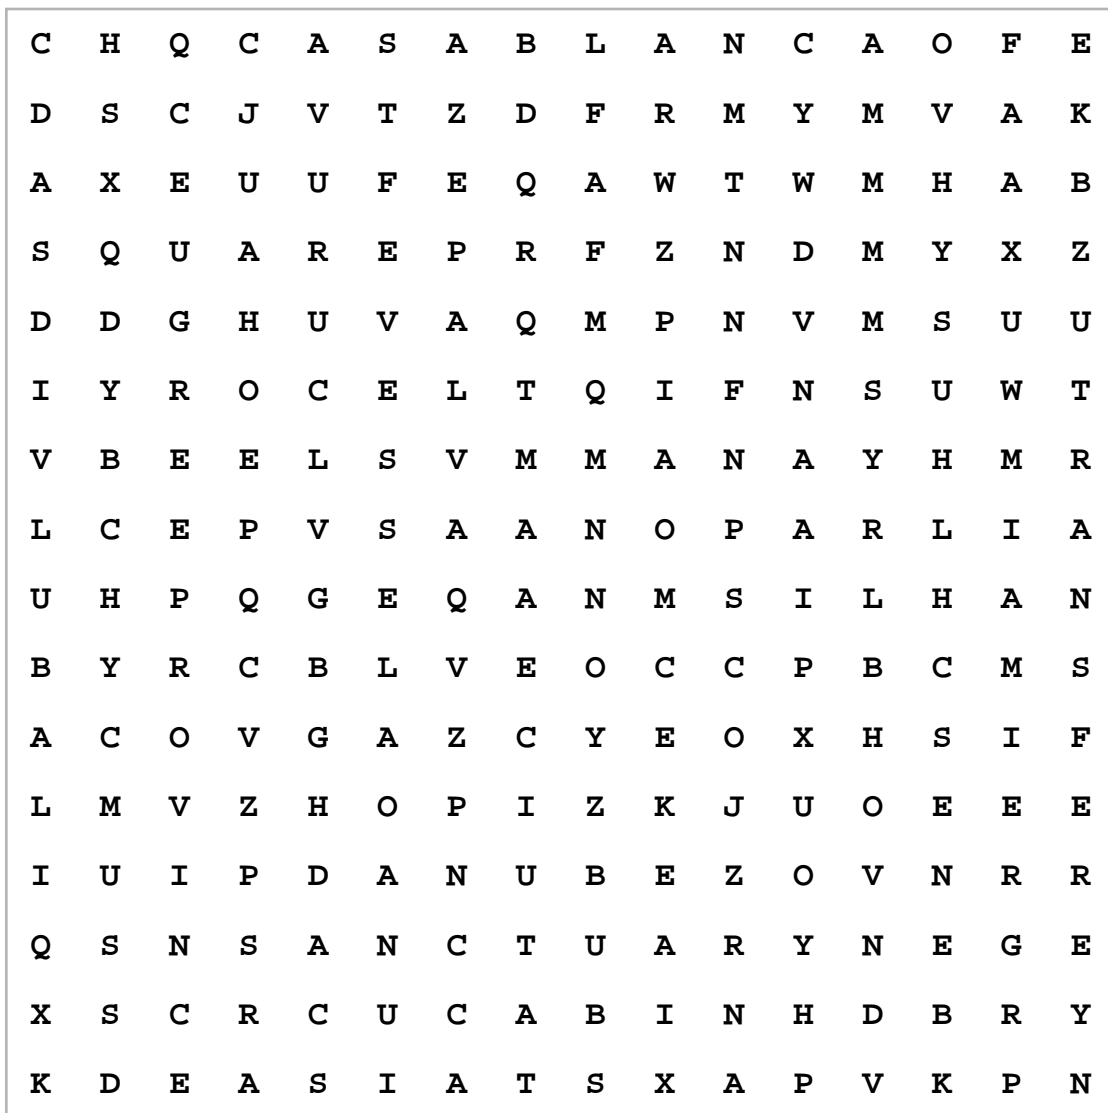 C H Q C A S A B L A N C A O F E
D S C J V T Z D F R M Y M V A K
A X E U U F E Q A W T W M H A B
S Q U A R E P R F Z N D M Y X Z
D D G H U V A Q M P N V M S U U
I Y R O C E L T Q I F N S U W T
V B E E L S V M M A N A Y H M R
L C E P V S A A N O P A R L I A
U H P Q G E Q A N M S I L H A N
B Y R C B L V E O C C P B C M S
A C O V G A Z C Y E O X H S I F
L M V Z H O P I Z K J U O E E E
I U I P D A N U B E Z O V N R R
Q S N S A N C T U A R Y N E G E
X S C R C U C A B I N H D B R Y
K D E A S I A T S X A P V K P N